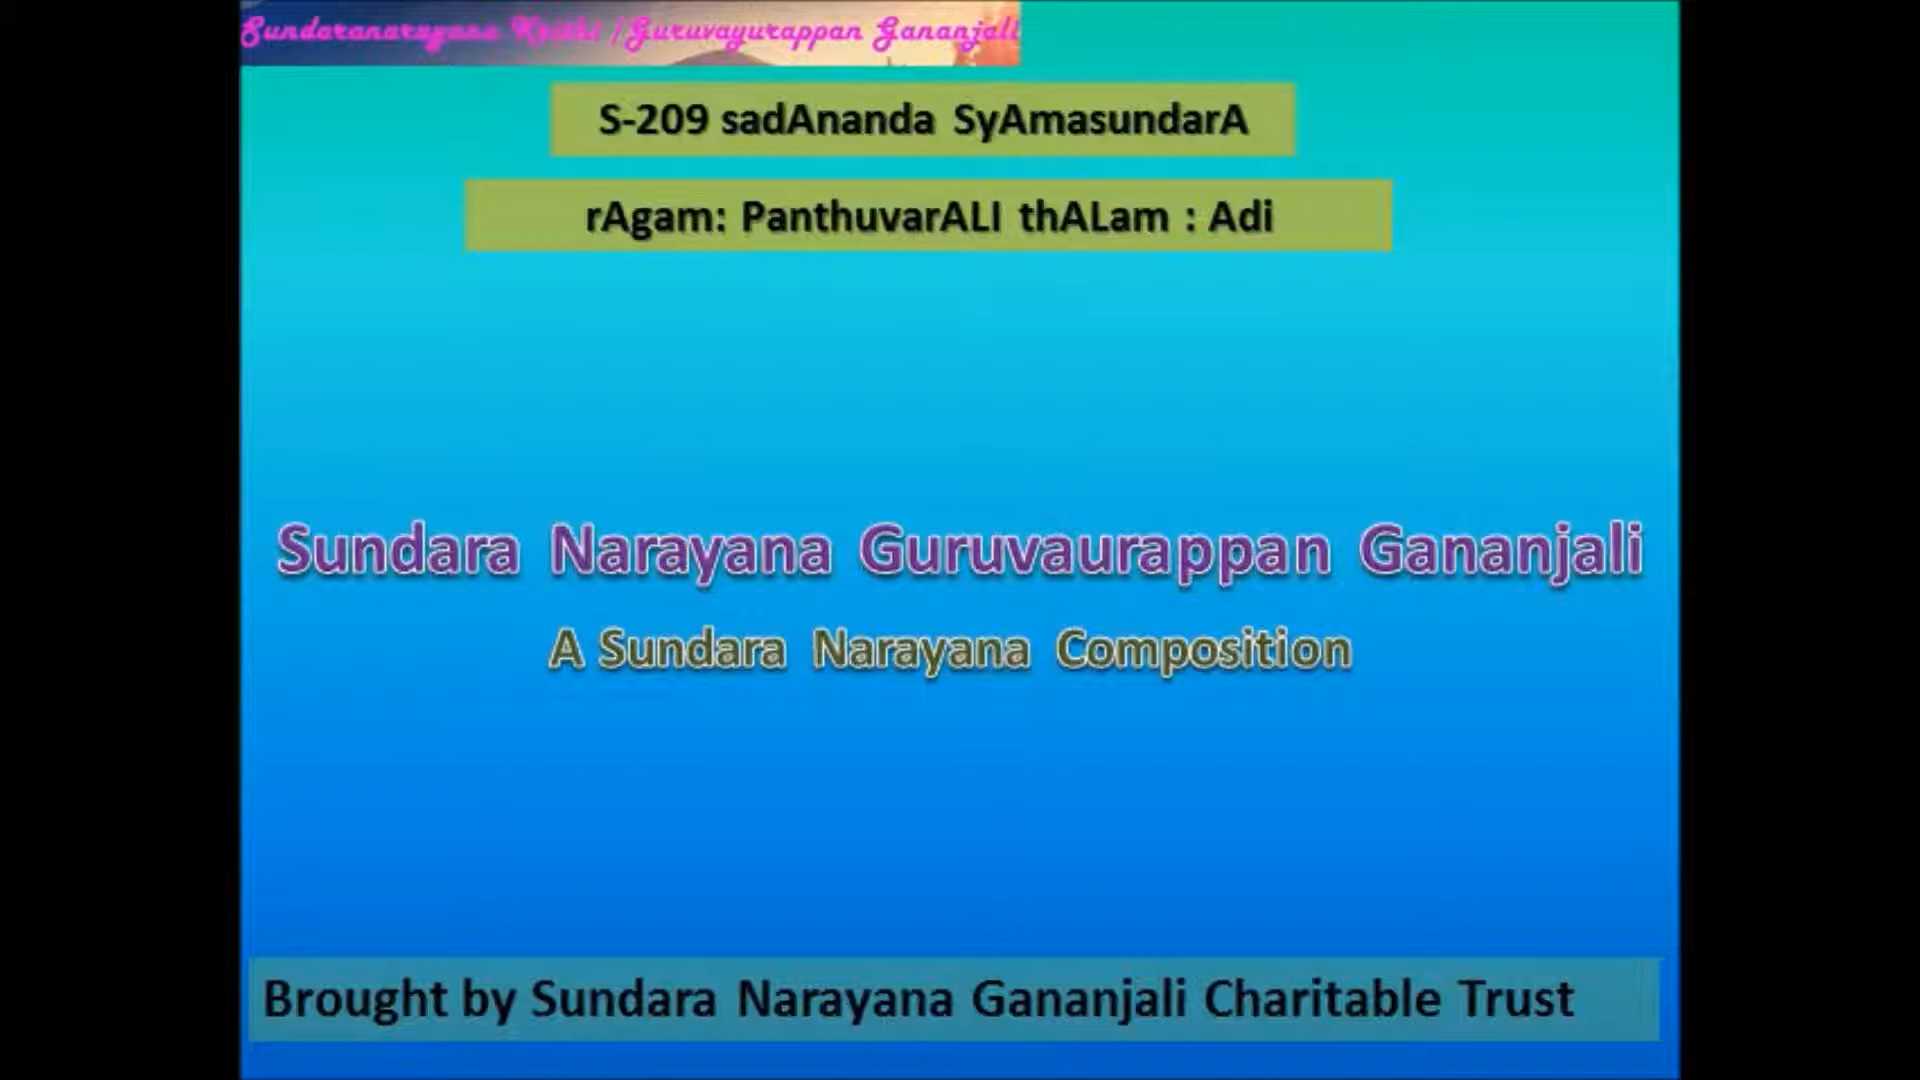 Sundaranarayana Krithi / Guruvayurappan Gananjali
S-209 sadAnanda SyAmasundarA
rAgam: PanthuvarALI thALam : Adi
Sundara Narayana Guruvaurappan Gananjali
A Sundara Narayana Composition
Brought by Sundara Narayana Gananjali Charitable Trust